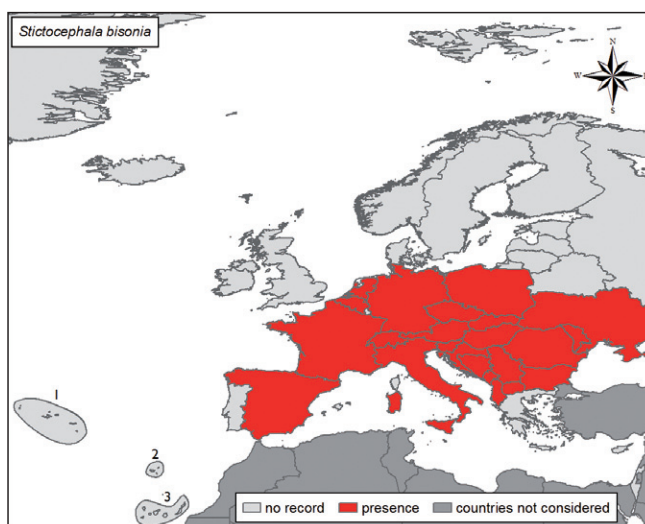 Stictocephala bisonia
N
W E
S
1
2
3
no record presence countries not considered